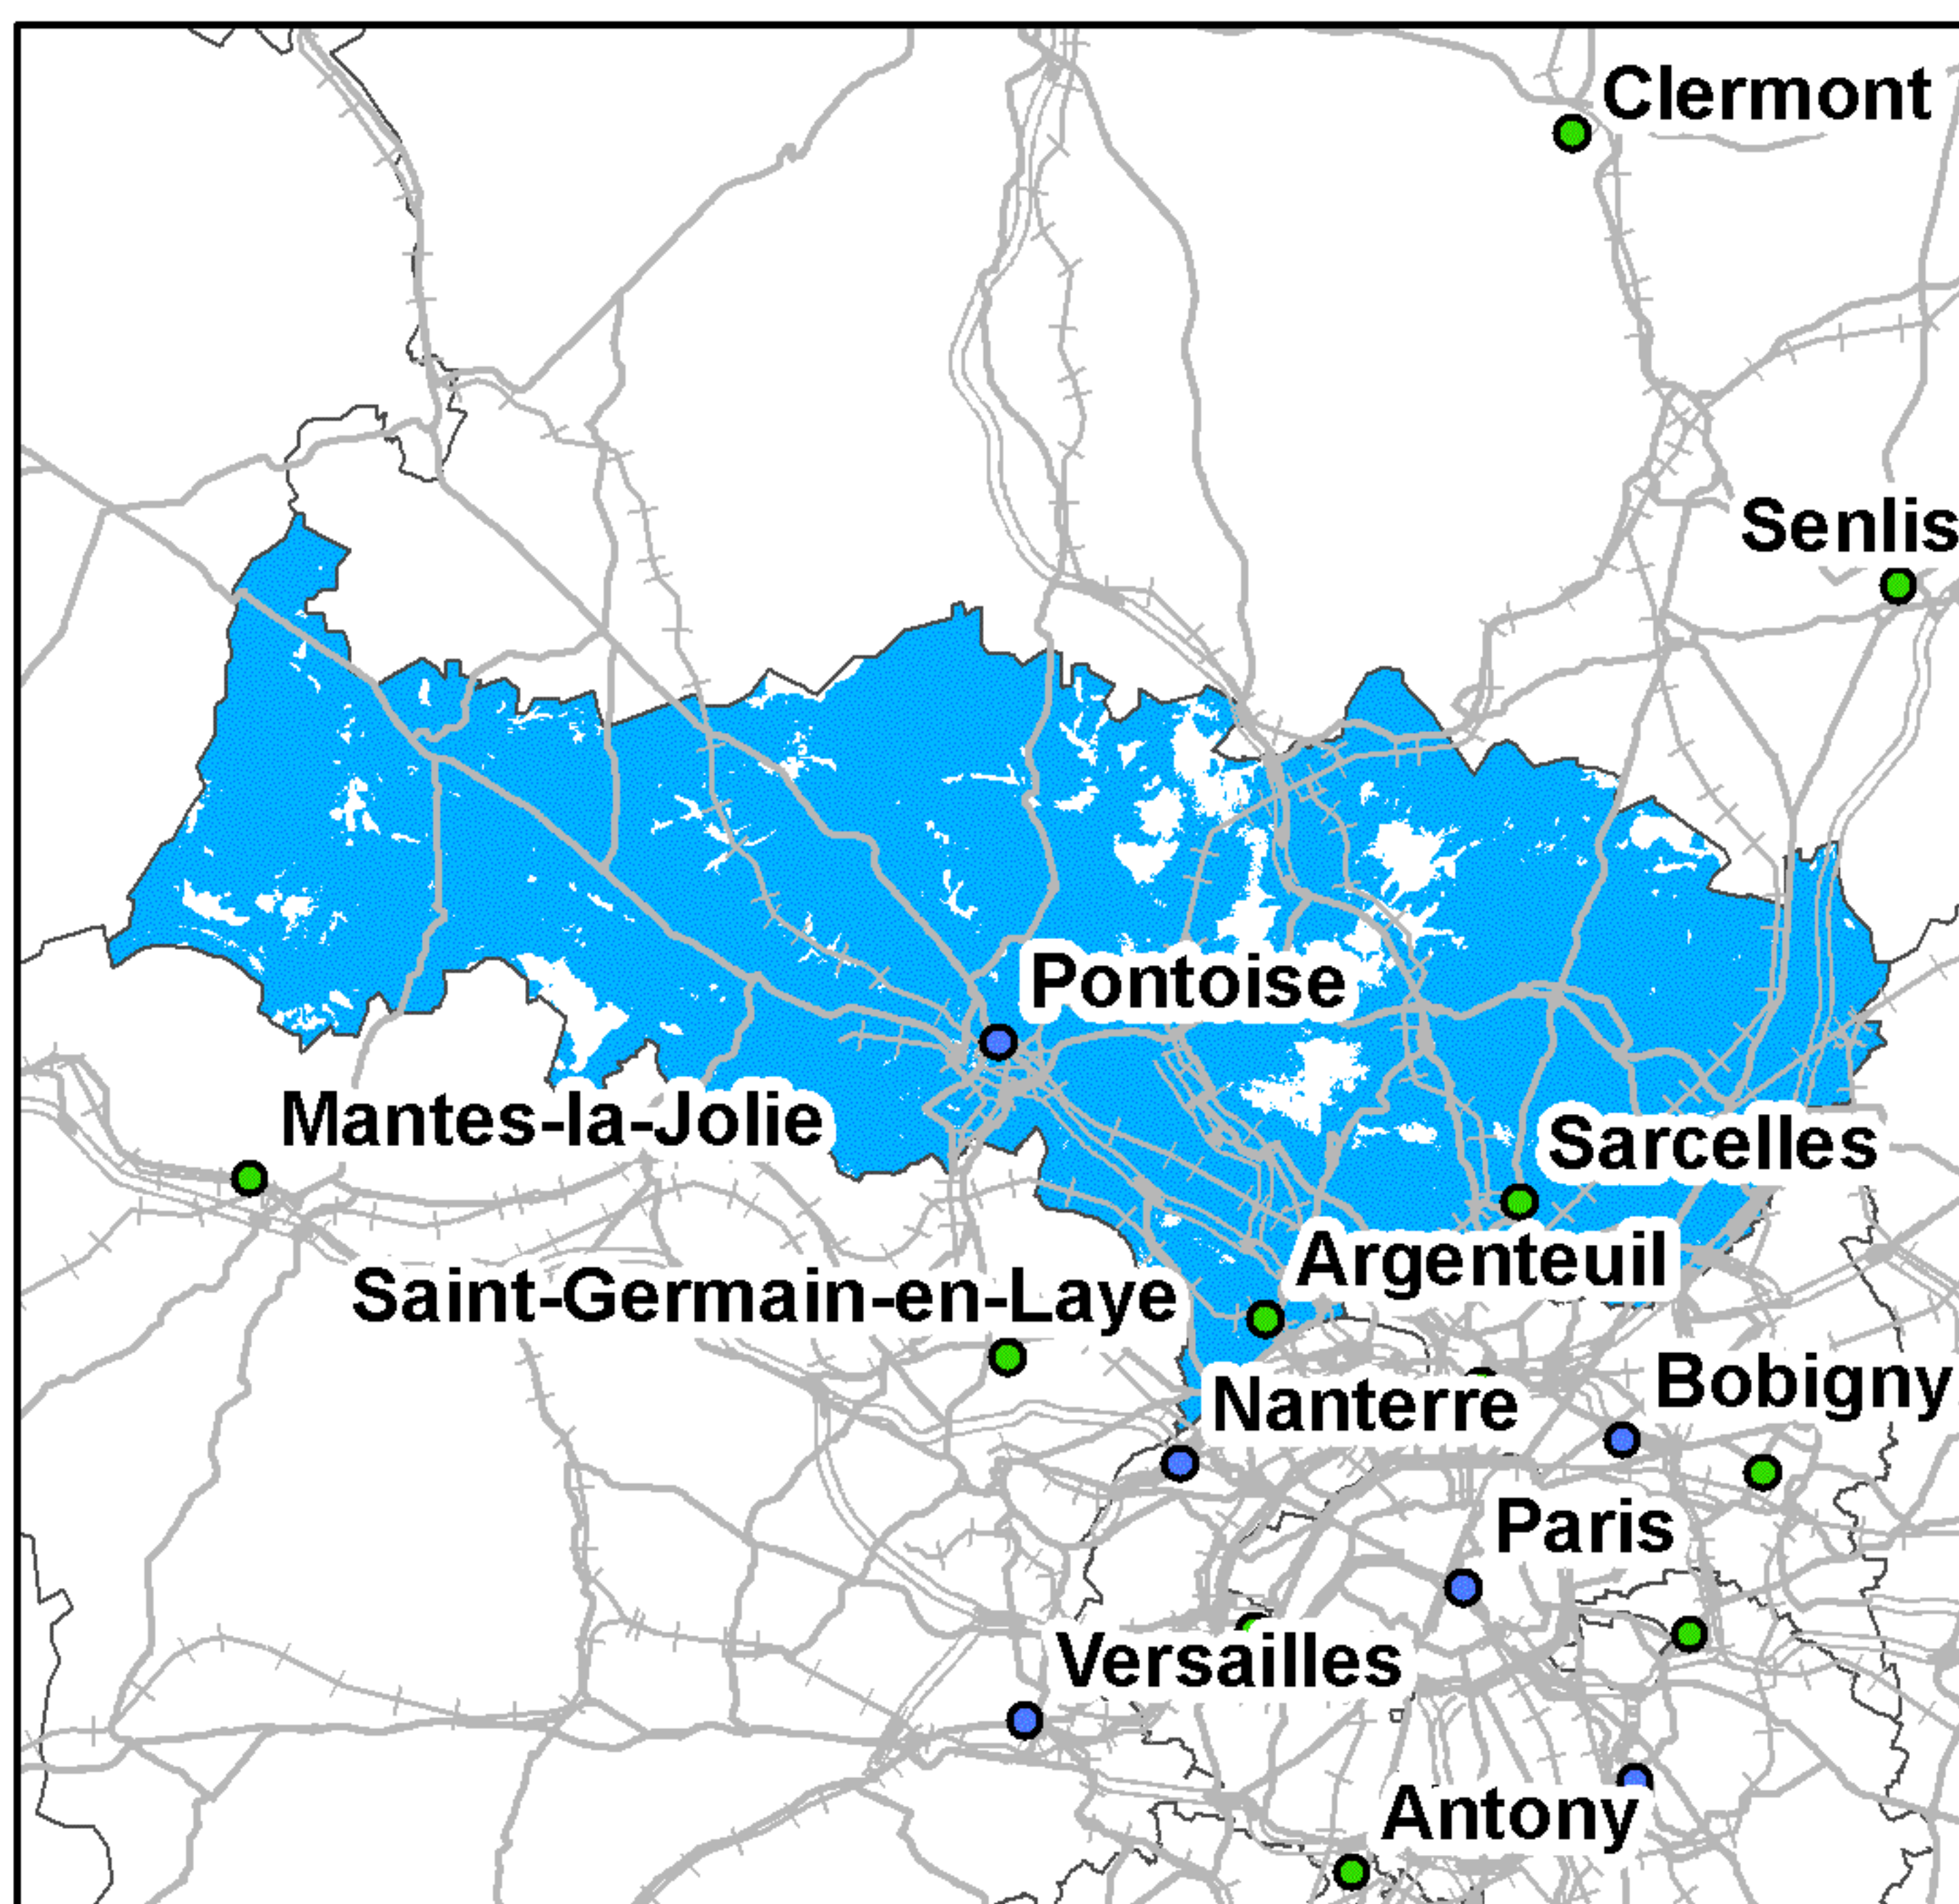 Clermont
Senlis
Pontoise
Mantes-la-Jolie
Sarcelles
Argenteuil
Saint-Germain-en-Laye
Nanterre
Bobigny
Paris
Versailles
Antony